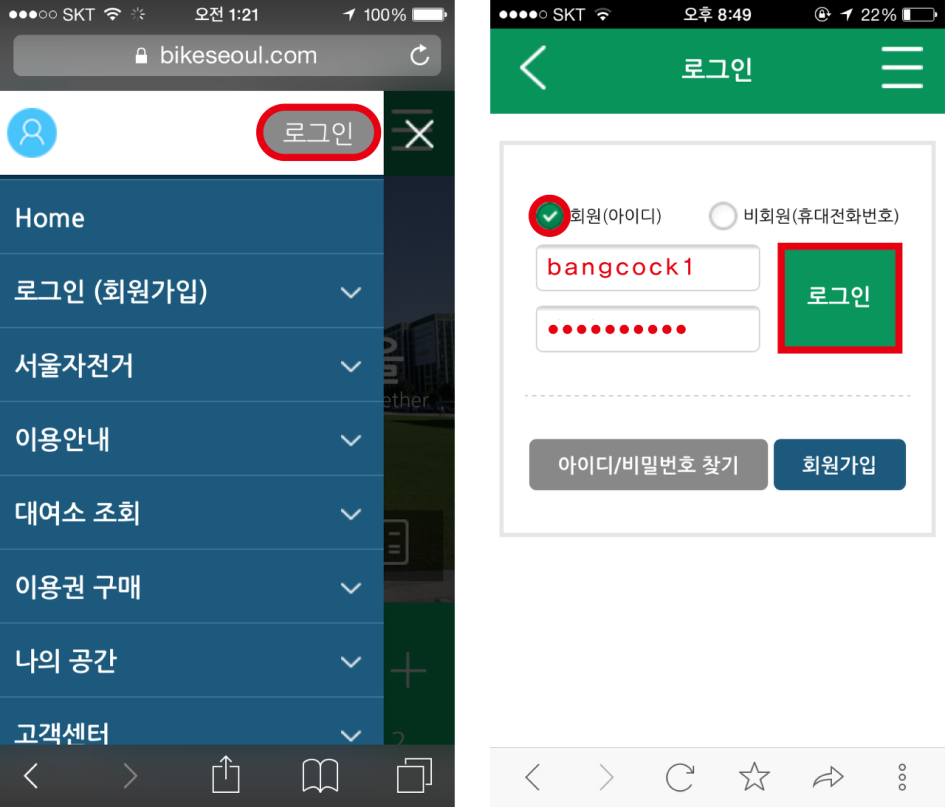 SKT 오전 1:21 100%
bikeseoul.com
로그인
Home
로그인 (회원가입)
서울자전거
이용안내
대여소 조회
이용권 구매
나의 공간
고객센터
울
ether
2
SKT 오후 8:49 22%
로그인
회원(아이디) 비회원(휴대전화번호)
bangcock1
••••••••••
로그인
아이디/비밀번호 찾기 회원가입